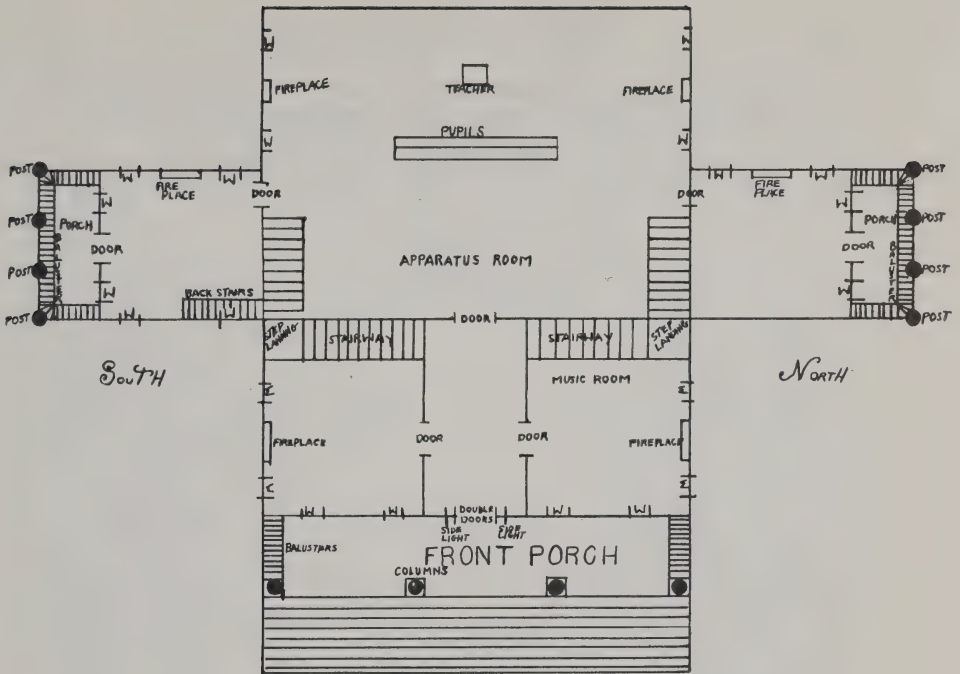 W
W
FIREPLACE
TEACHER
FIREPLACE
PUPILS
W
W
POST
W
FIRE
PLACE
W
DOOR
DOOR
W
FIRE
PLACE
W
POST
W
W
POST
PORCH
PORCH
POST
DOOR
DOOR
BALUSTER
BALUSTER
APPARATUS ROOM
POST
POST
W
W
BACK STAIRS
POST
W
W
DOOR
POST
STEP
LANDING
STAIRWAY
STAIRWAY
STEP
LANDING
SOUTH
MUSIC ROOM
NORTH
W
W
FIREPLACE
DOOR
DOOR
FIREPLACE
W
W
W
W
DOUBLE
DOORS
W
W
SIDE
LIGHT
SIDE
LIGHT
BALUSTERS
FRONT PORCH
COLUMNS